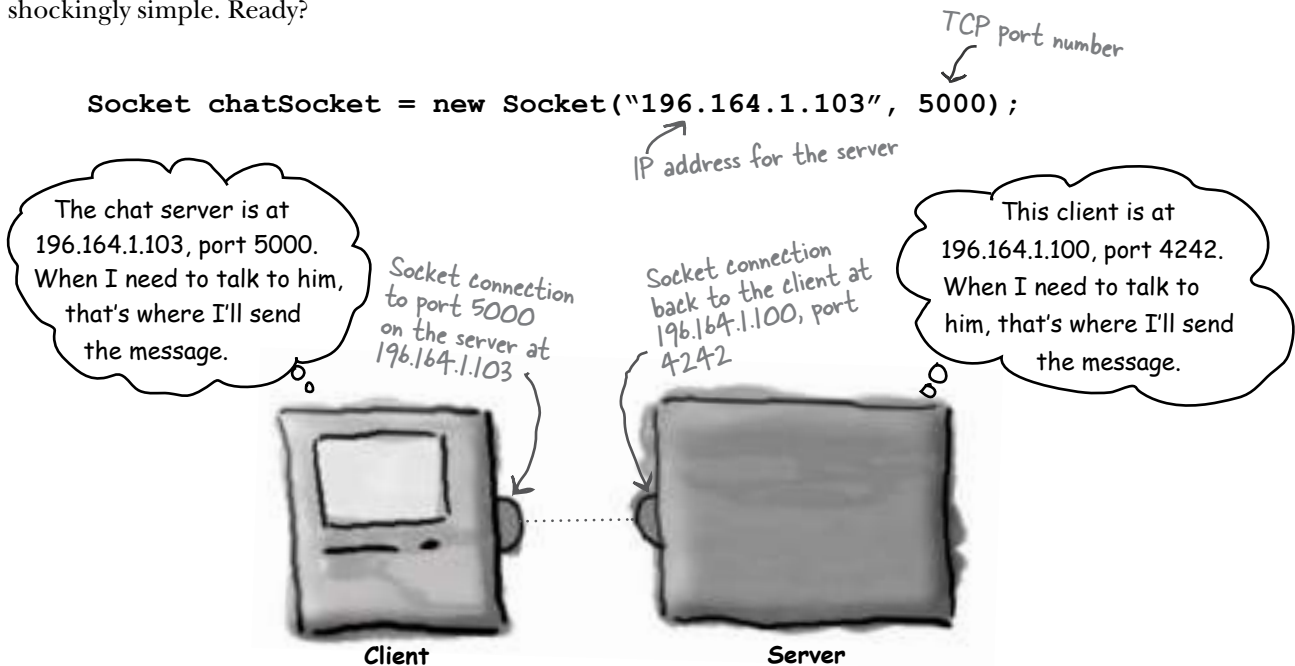 shockingly simple. Ready?
TCP port number
Socket chatSocket = new Socket(“196.164.1.103”, 5000);
IP address for the server
The chat server is at
196.164.1.103, port 5000.
When I need to talk to him,
that's where I'll send
the message.
Socket connection
to port 5000
on the server at
196.164.1.103
Socket connection
back to the client at
196.164.1.100, port
4242
This client is at
196.164.1.100, port 4242.
When I need to talk to
him, that's where I'll send
the message.
Client
Server